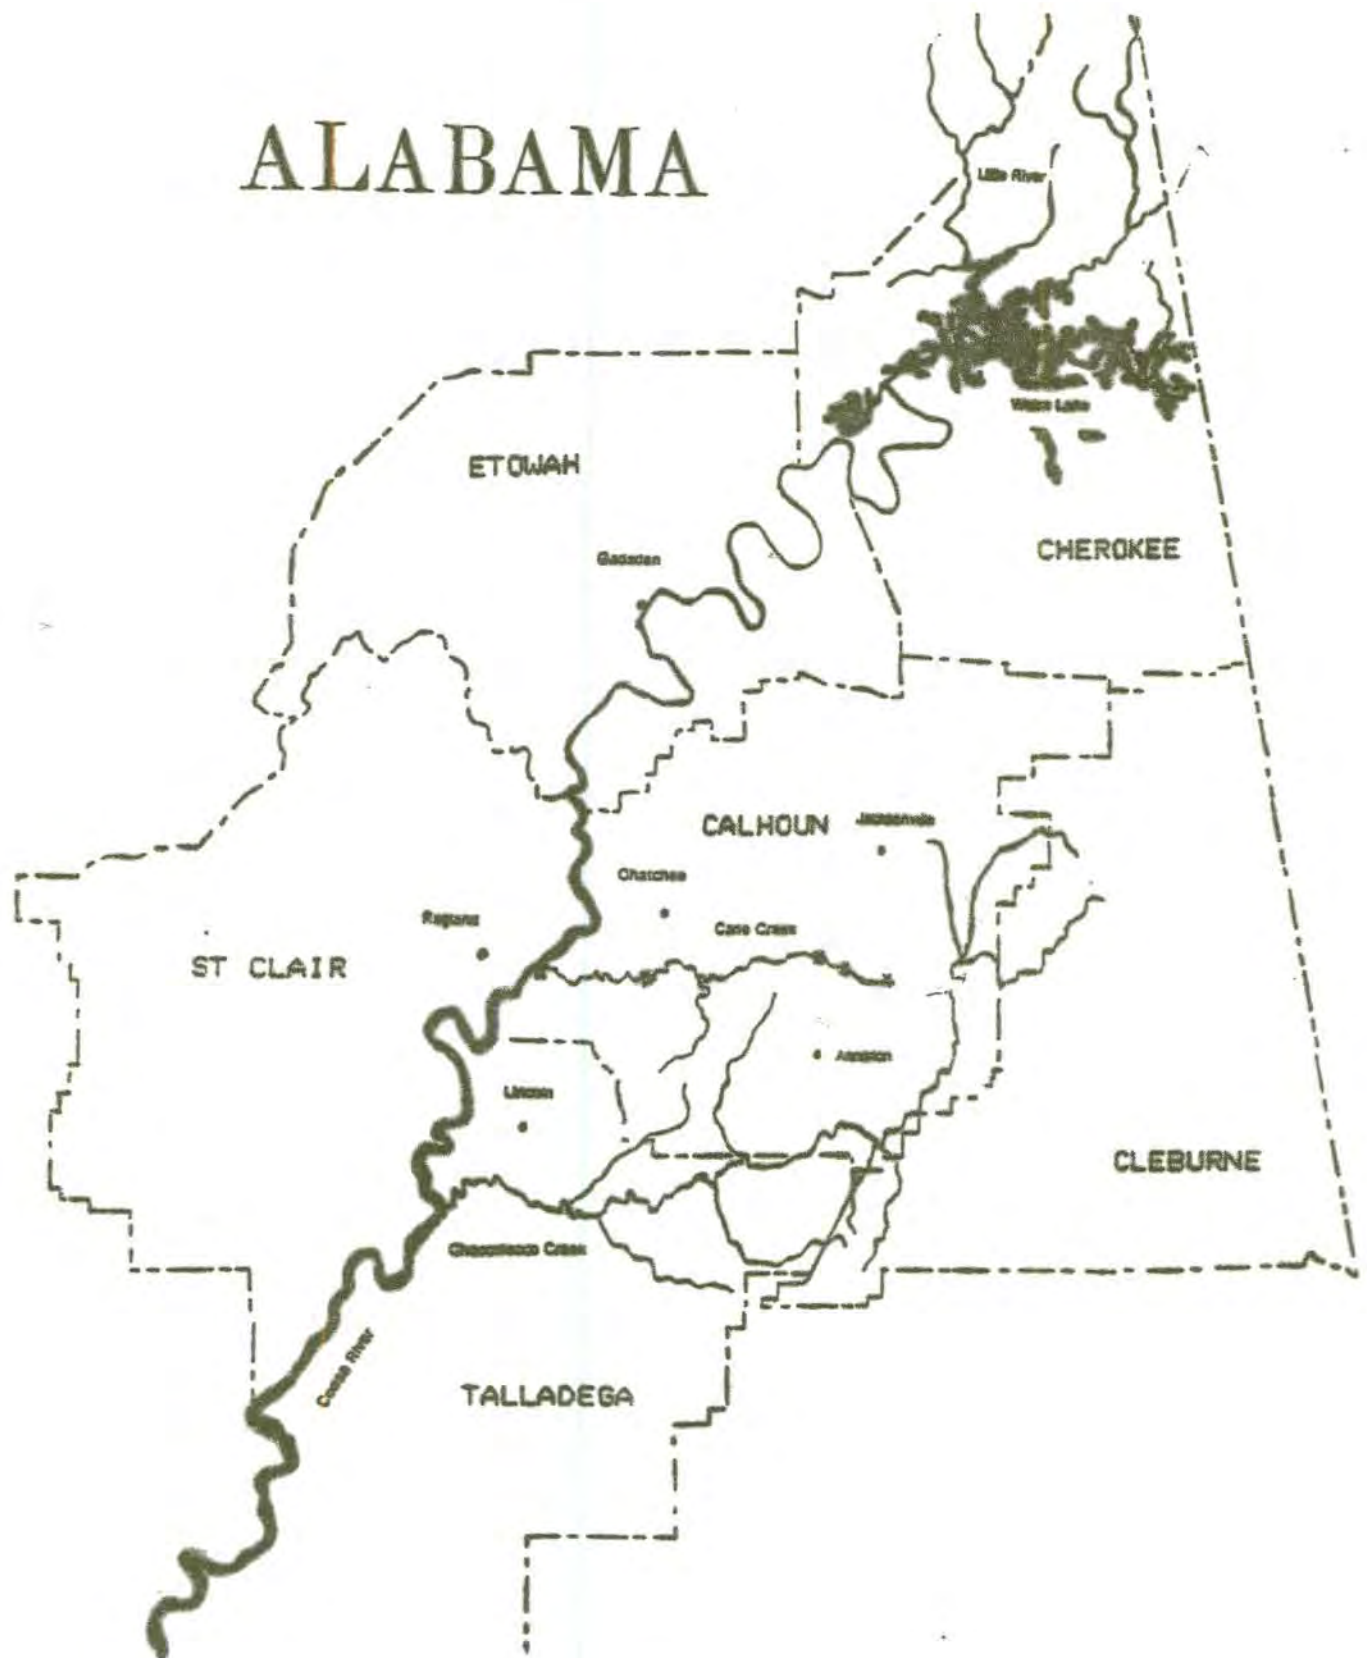 ALABAMA
Little River
Weiss Lake
ETOWAH
CHEROKEE
Gadsden
CALHOUN
Jacksonville
Ohatchee
Ragland
Cane Creek
ST CLAIR
Anniston
Lincoln
CLEBURNE
Choccolocco Creek
Coosa River
TALLADEGA